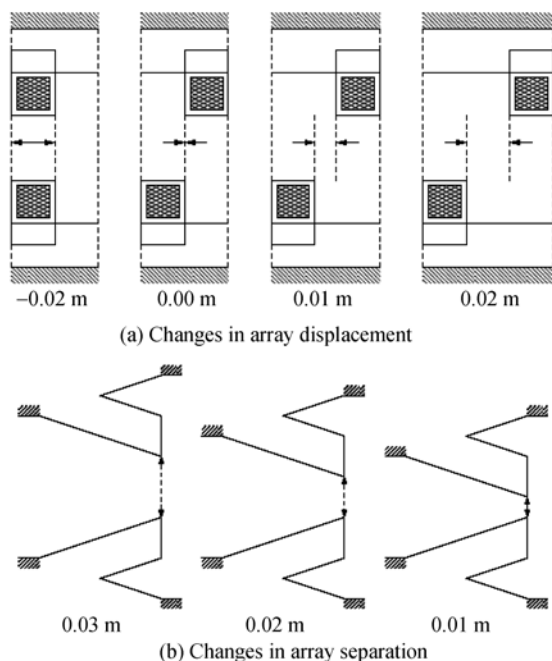 −0.02 m 0.00 m 0.01 m 0.02 m
(a) Changes in array displacement
0.03 m 0.02 m 0.01 m
(b) Changes in array separation